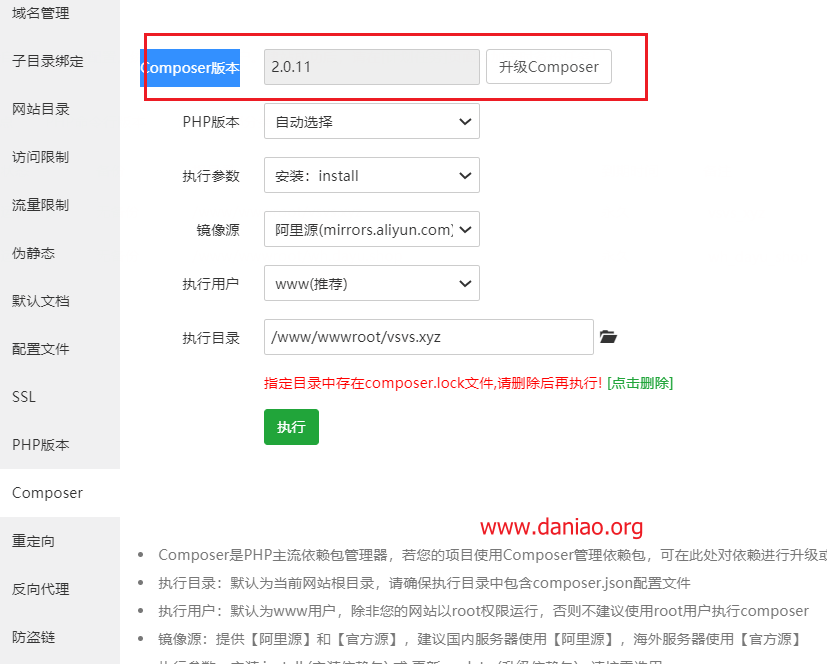 域名管理
子目录绑定
网站目录
访问限制
流量限制
伪静态
默认文档
配置文件
SSL
PHP版本
Composer
重定向
反向代理
防盗链
Composer版本 2.0.11 升级Composer
PHP版本 自动选择
执行参数 安装：install
镜像源 阿里源(mirrors.aliyun.com)
执行用户 www(推荐)
执行目录 /www/wwwroot/vsvs.xyz
指定目录中存在composer.lock文件,请删除后再执行! [点击删除]
执行
www.daniao.org
Composer是PHP主流依赖包管理器，若您的项目使用Composer管理依赖包，可在此处对依赖进行升级或
执行目录：默认为当前网站根目录，请确保执行目录中包含composer.json配置文件
执行用户：默认为www用户，除非您的网站以root权限运行，否则不建议使用root用户执行composer
镜像源：提供【阿里源】和【官方源】，建议国内服务器使用【阿里源】，海外服务器使用【官方源】